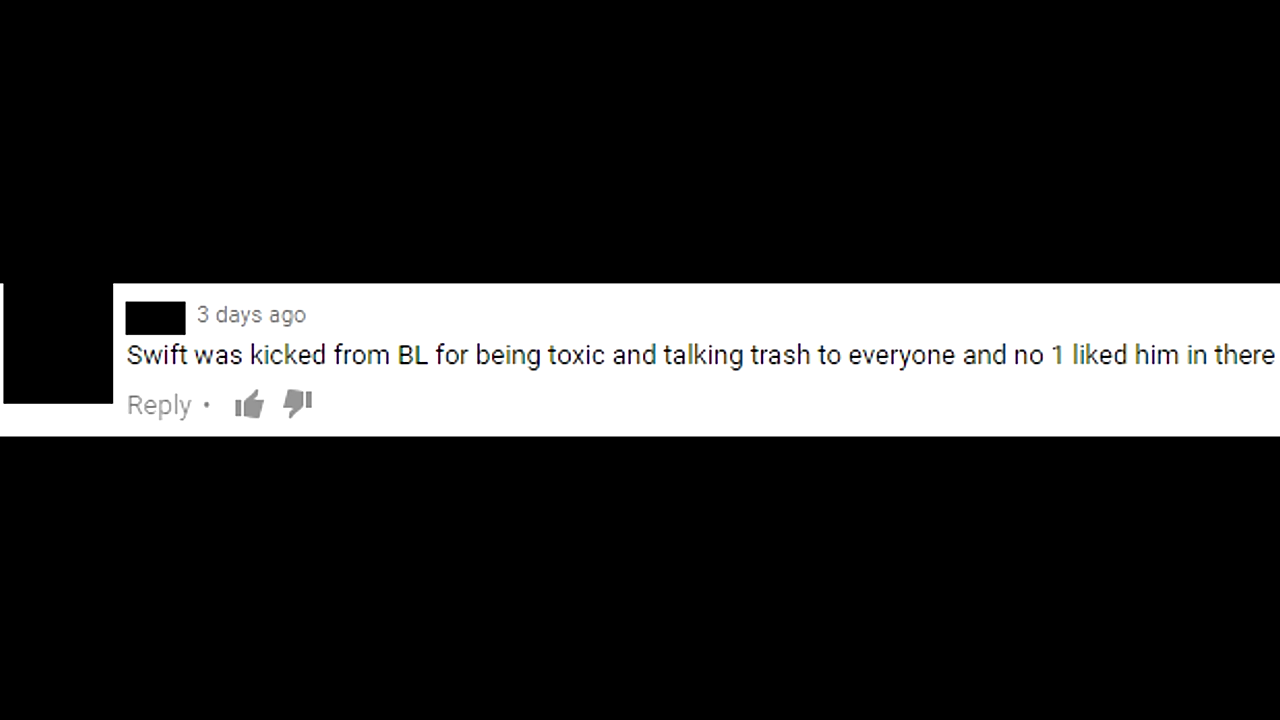 3 days ago
Swift was kicked from BL for being toxic and talking trash to everyone and no 1 liked him in there
Reply •